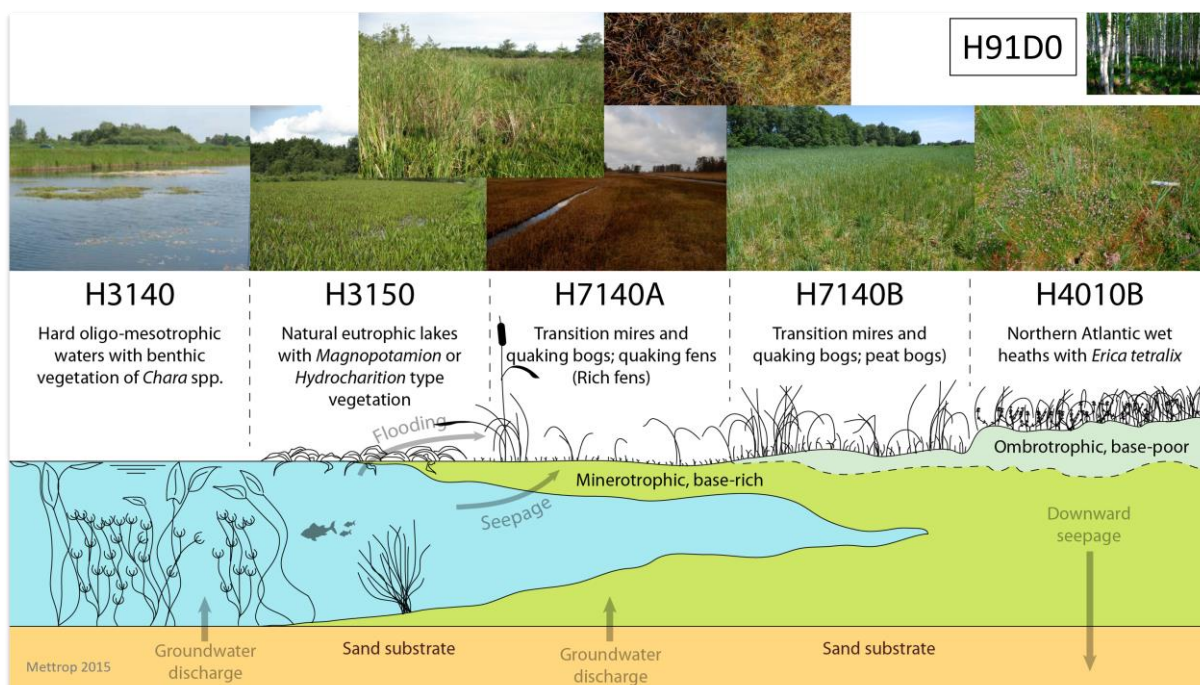 H91D0
H3140
Hard oligo-mesotrophic
waters with benthic
vegetation of Chara spp.
H3150
Natural eutrophic lakes
with Magnopotamion or
Hydrocharition type
vegetation
H7140A
Transition mires and
quaking bogs; quaking fens
(Rich fens)
H7140B
Transition mires and
quaking bogs; peat bogs)
H4010B
Northern Atlantic wet
heaths with Erica tetralix
Flooding
Seepage
Minerotrophic, base-rich
Ombrotrophic, base-poor
Downward
seepage
Groundwater
discharge
Sand substrate
Groundwater
discharge
Sand substrate
Mettrop 2015